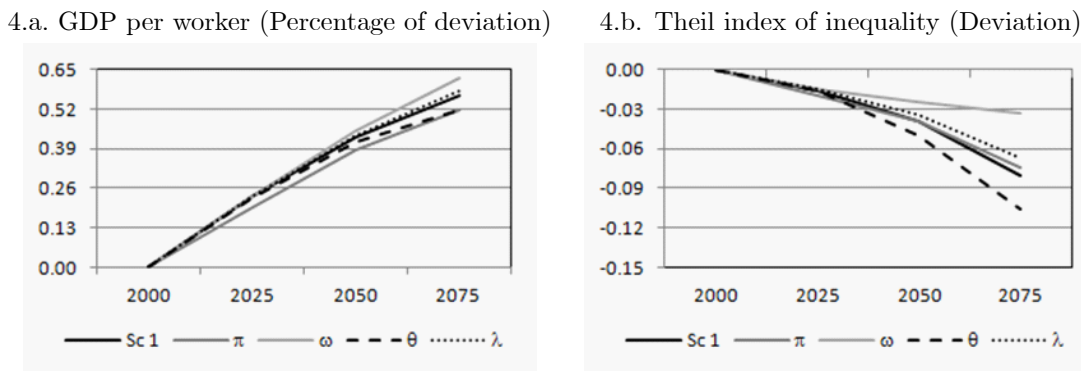 4.a. GDP per worker (Percentage of deviation)
0.65
0.52
0.39
0.26
0.13
0.00
2000 2025 2050 2075
Sc 1 π ω θ λ
4.b. Theil index of inequality (Deviation)
0.00
-0.03
-0.06
-0.09
-0.12
-0.15
2000 2025 2050 2075
Sc 1 π ω θ λ